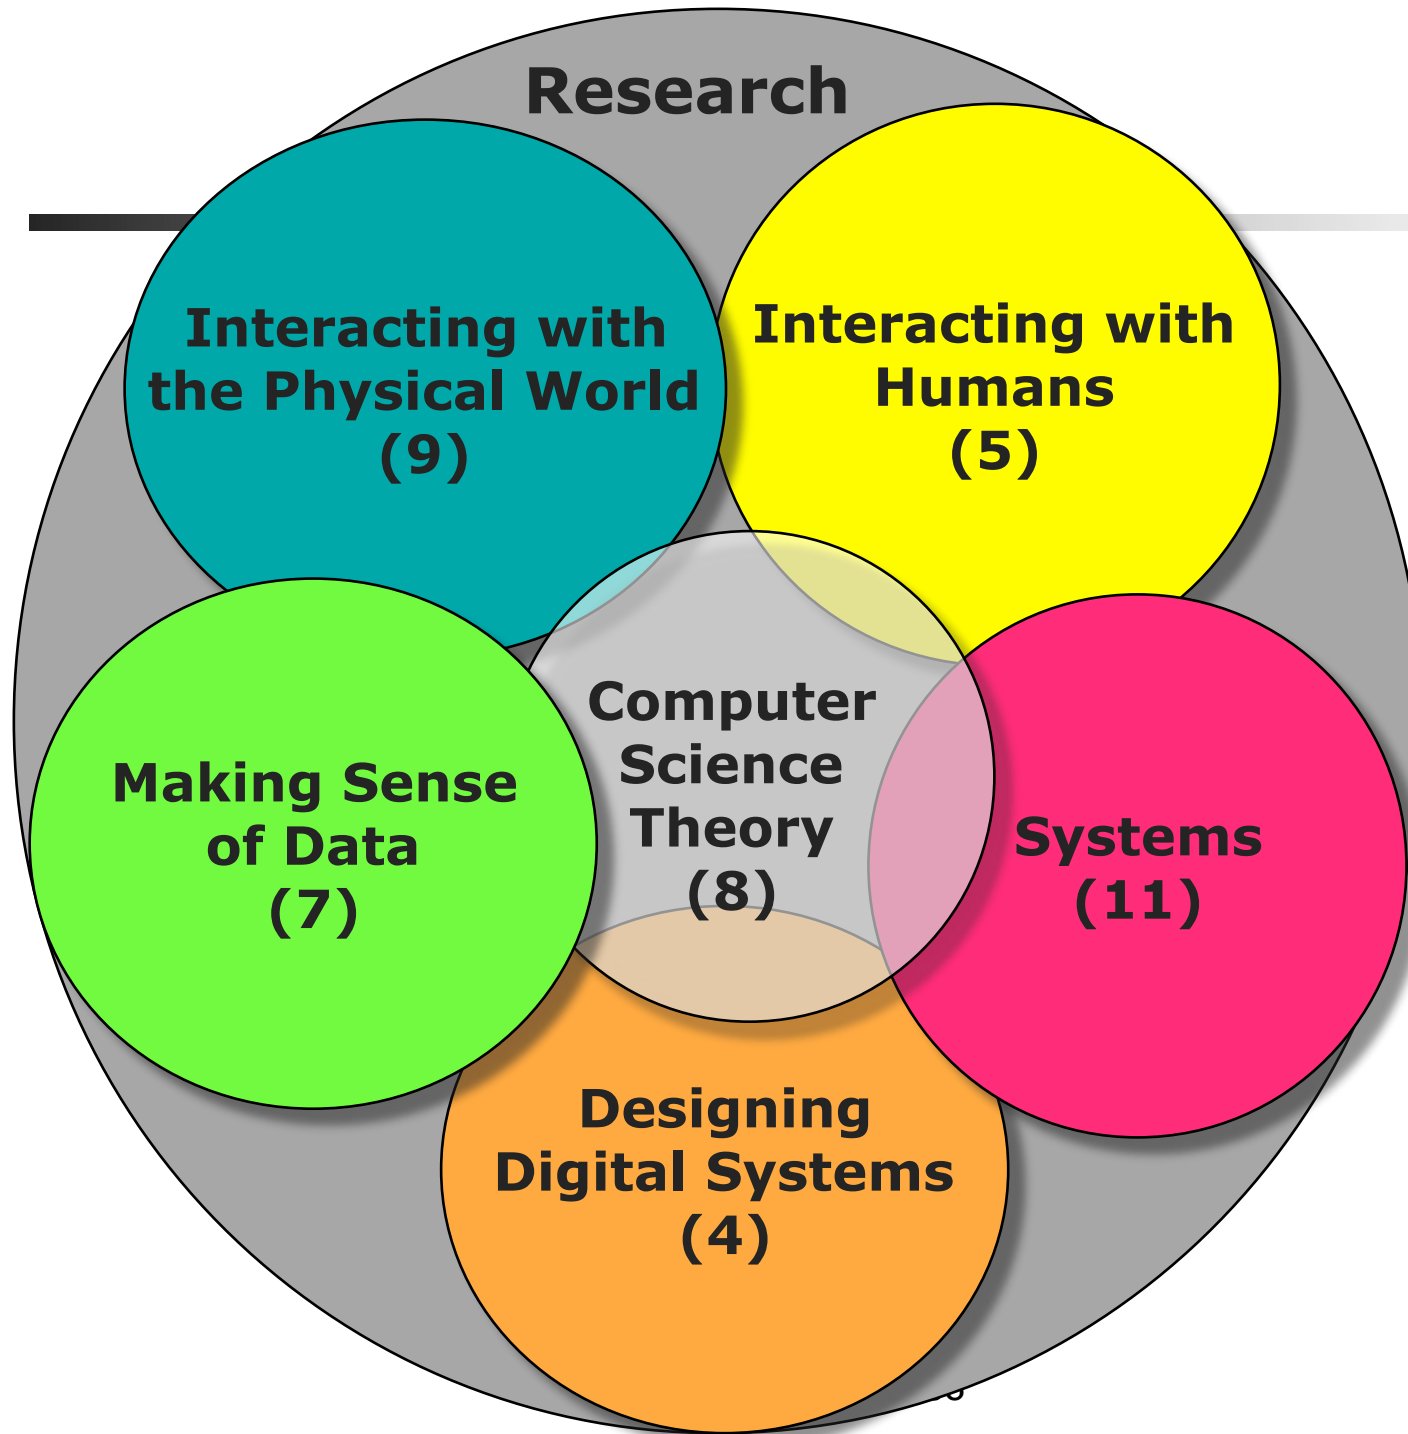 Research
Interacting with
the Physical World
(9)
Interacting with
Humans
(5)
Computer
Science
Theory
(8)
Making Sense
of Data
(7)
Systems
(11)
Designing
Digital Systems
(4)